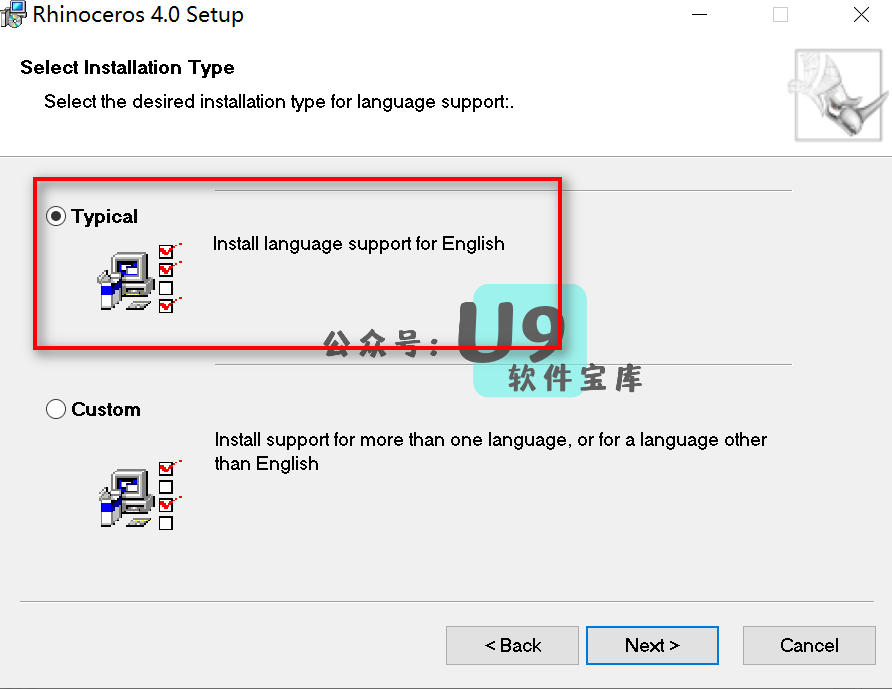 Rhinoceros 4.0 Setup
Select Installation Type
Select the desired installation type for language support:.
Typical
Install language support for English
公众号：U9
软件宝库
Custom
Install support for more than one language, or for a language other
than English
< Back
Next >
Cancel